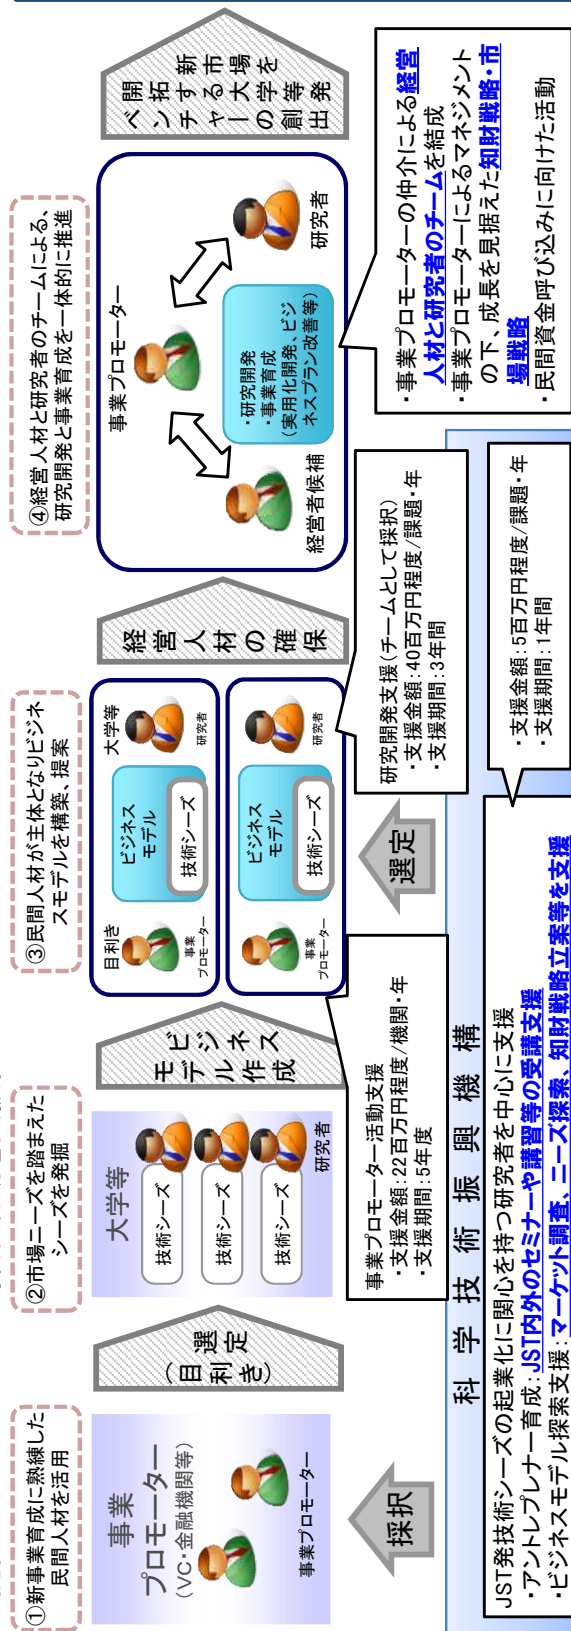 ①新事業育成に熟練した
民間人材を活用
事業
プロモーター
(VC・金融機関等)
事業プロモーター
採択
選定
(目利き)
②市場ニーズを踏まえた
シーズを発掘
大学等
技術シーズ
技術シーズ
技術シーズ
研究者
ビジネス
モデル作成
③民間人材が主体となりビジネ
スモデルを構築、提案
目利き
大学等
ビジネス
モデル
技術シーズ
事業
プロモーター
研究者
ビジネス
モデル
技術シーズ
事業
プロモーター
研究者
選定
経営人材の確保
④経営人材と研究者のチームによる、
研究開発と事業育成を一体的に推進
事業プロモーター
・研究開発
・事業育成
(実用化開発、ビジ
ネスプラン改善等)
経営者候補
研究者
新市場を
開拓する大学等発
ベンチャーの創出
事業プロモーター活動支援
・支援金額:22百万円程度/機関・年
・支援期間:5年度
研究開発支援(チームとして採択)
・支援金額:40百万円程度/課題・年
・支援期間:3年間
・事業プロモーターの仲介による経営
人材と研究者のチームを結成
・事業プロモーターによるマネジメント
の下、成長を見据えた知財戦略・市
場戦略
・民間資金呼び込みに向けた活動
科学技術振興機構
JST発技術シーズの起業化に関心を持つ研究者を中心に支援
・アントレプレナー育成:JST内外のセミナーや講習等の受講支援
・ビジネスモデル探索支援:マーケット調査、ニーズ探索、知財戦略立案等を支援
・支援金額:5百万円程度/課題・年
・支援期間:1年間